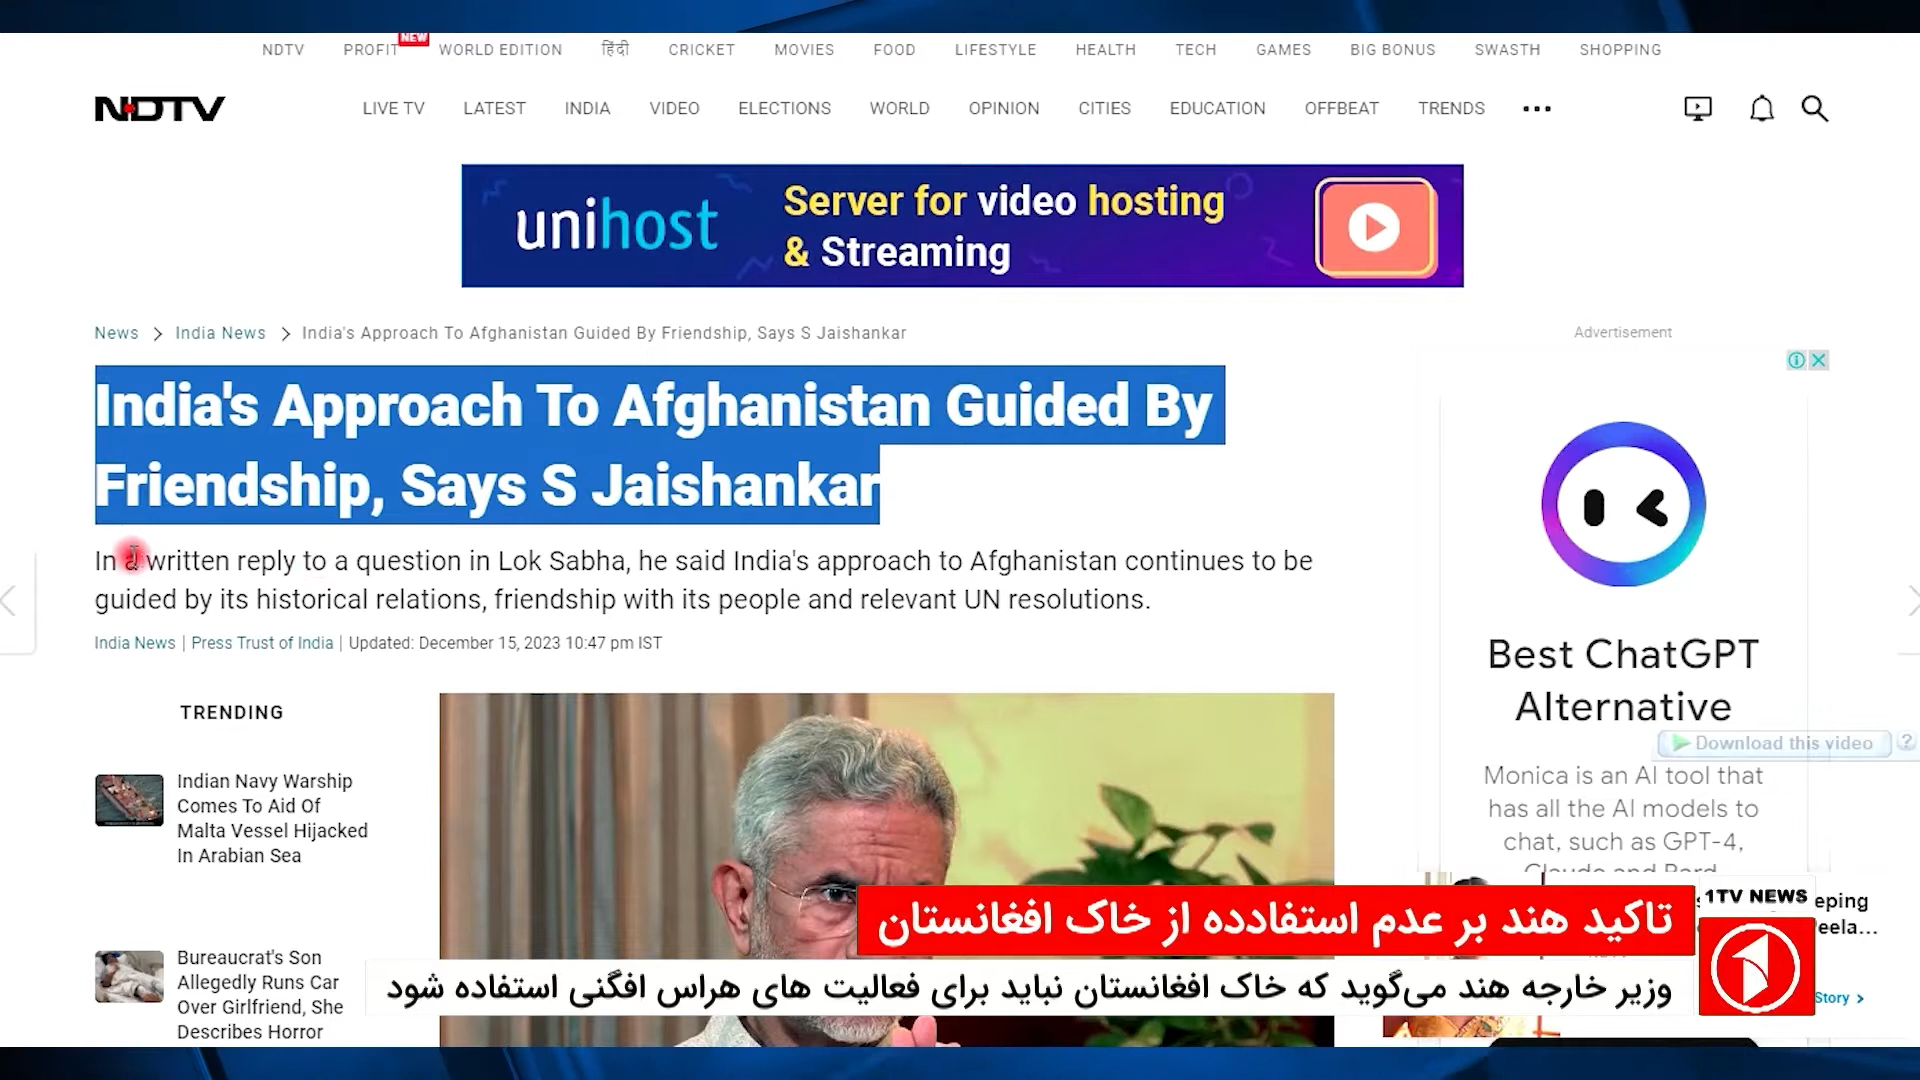 NDTV PROFIT NEW WORLD EDITION हिंदी CRICKET MOVIES FOOD LIFESTYLE HEALTH TECH GAMES BIG BONUS SWASTH SHOPPING
NDTV LIVE TV LATEST INDIA VIDEO ELECTIONS WORLD OPINION CITIES EDUCATION OFFBEAT TRENDS
unihost
Server for video hosting
& Streaming
News > India News > India's Approach To Afghanistan Guided By Friendship, Says S Jaishankar
Advertisement
India's Approach To Afghanistan Guided By
Friendship, Says S Jaishankar
In a written reply to a question in Lok Sabha, he said India's approach to Afghanistan continues to be
guided by its historical relations, friendship with its people and relevant UN resolutions.
India News | Press Trust of India | Updated: December 15, 2023 10:47 pm IST
TRENDING
Indian Navy Warship
Comes To Aid Of
Malta Vessel Hijacked
In Arabian Sea
Bureaucrat's Son
Allegedly Runs Car
Over Girlfriend, She
Describes Horror
Best ChatGPT
Alternative
Download this video ?
Monica is an AI tool that
has all the AI models to
chat, such as GPT-4,
Claude and Bard
1TV NEWS
تاکید هند بر عدم استفادده از خاک افغانستان
وزیر خارجه هند می‌گوید که خاک افغانستان نباید برای فعالیت های هراس افگنی استفاده شود
Story >